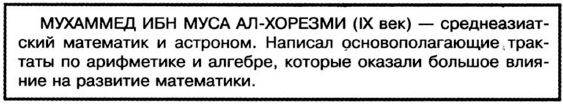 МУХАММЕД ИБН МУСА АЛ-ХОРЕЗМИ (IX век) — среднеазиат-
ский математик и астроном. Написал основополагающие трак-
таты по арифметике и алгебре, которые оказали большое влия-
ние на развитие математики.